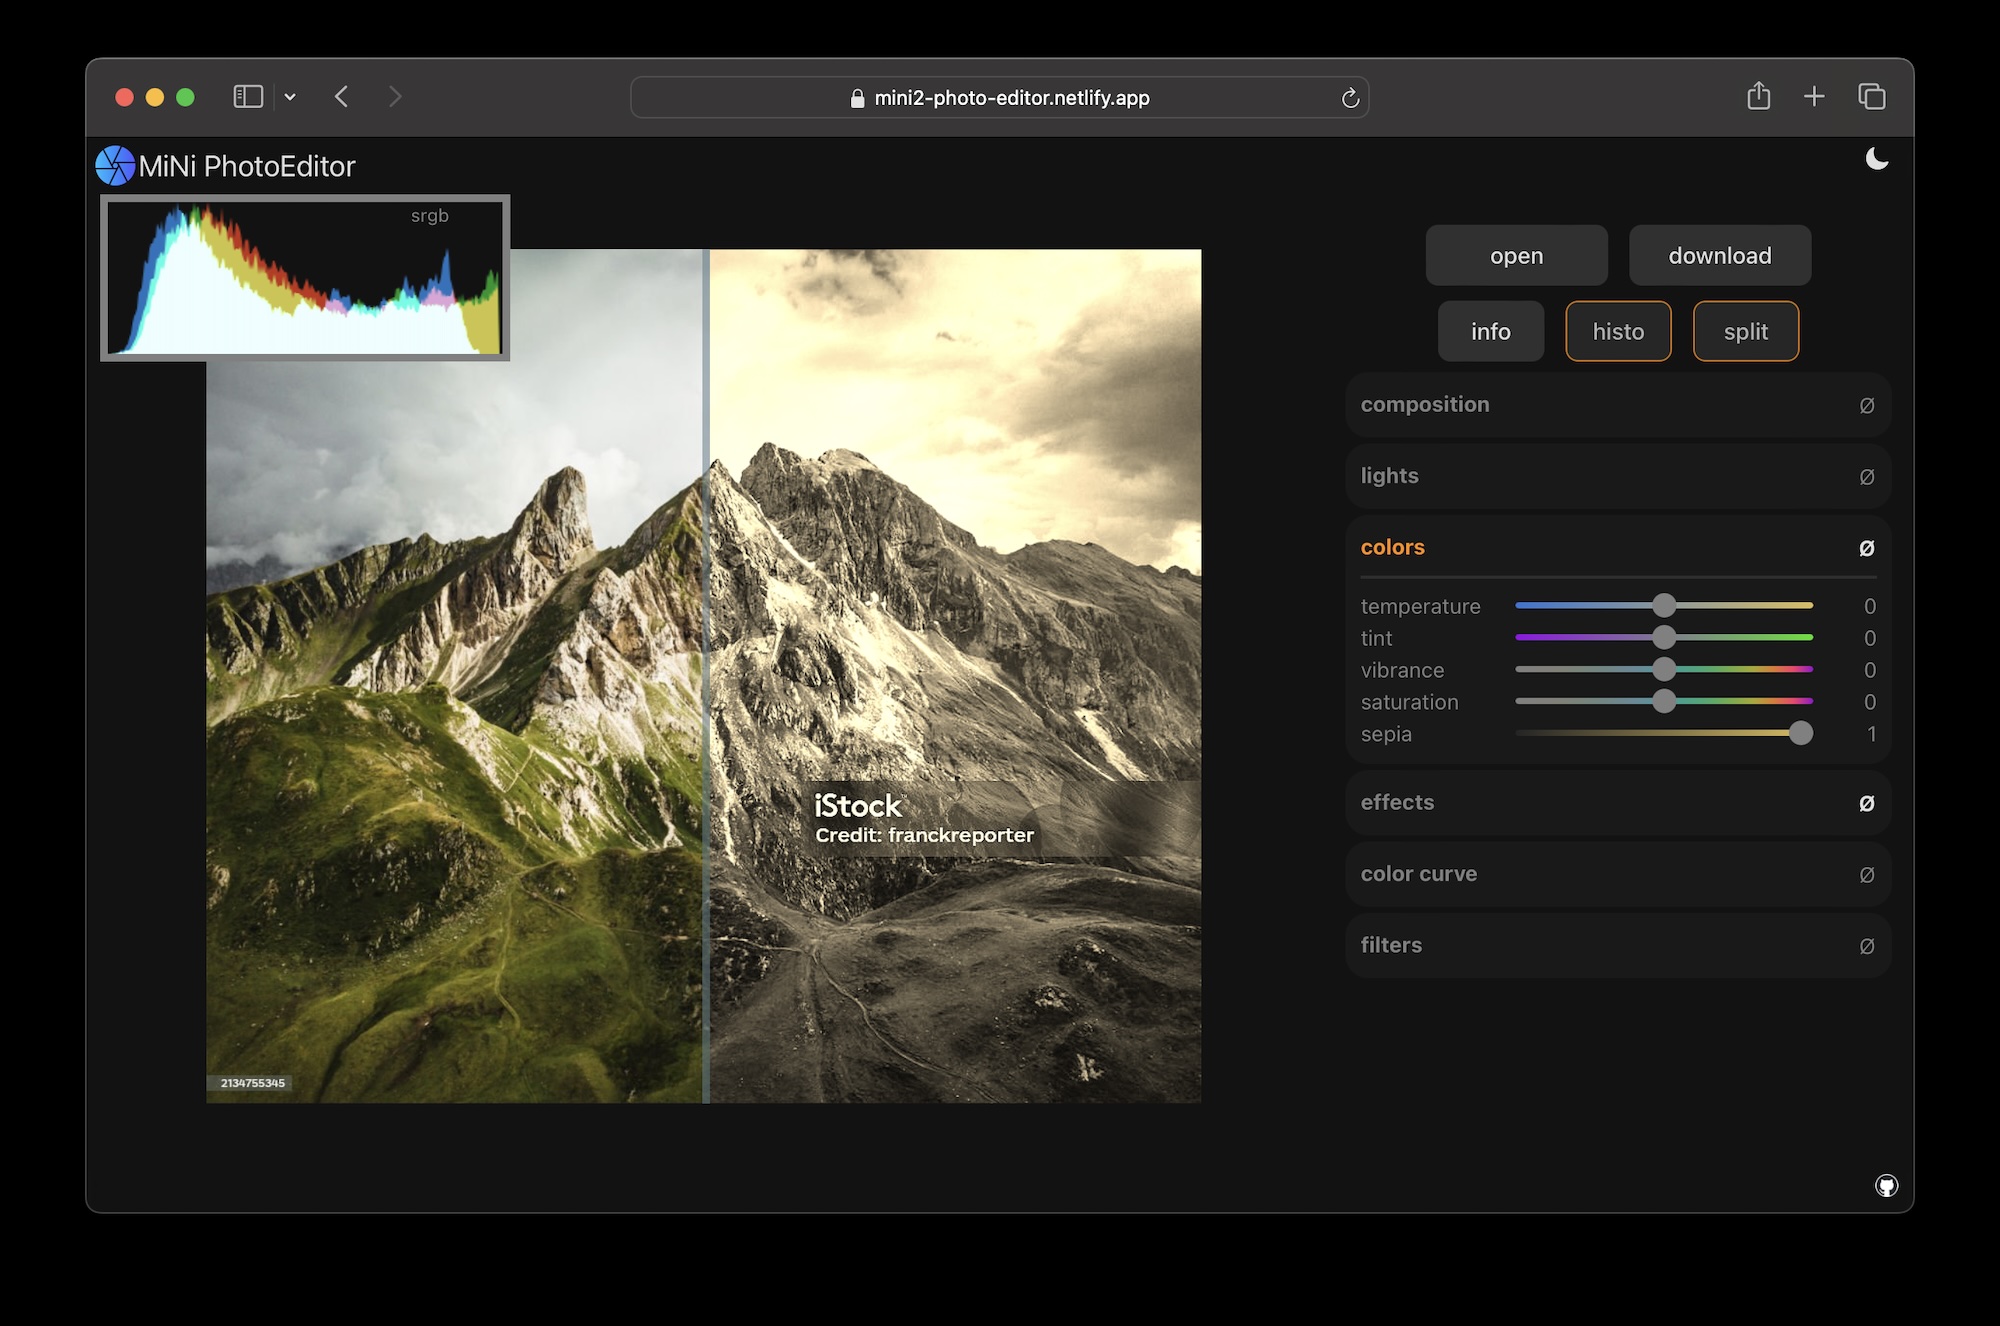 mini2-photo-editor.netlify.app
MiNi PhotoEditor
srgb
open
download
info
histo
split
composition
Ø
lights
Ø
colors
Ø
temperature
0
tint
0
vibrance
0
saturation
0
sepia
1
effects
Ø
color curve
Ø
filters
Ø
iStock™
Credit: franckreporter
2134755345